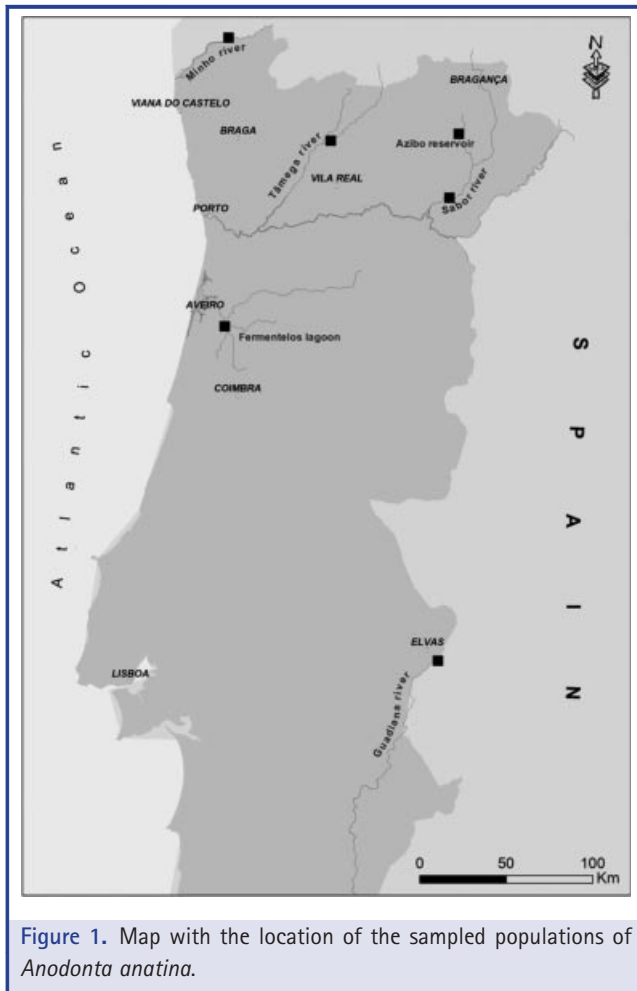 N
Minho river
BRAGANÇA
VIANA DO CASTELO
BRAGA
Azibo reservoir
Tâmega river
VILA REAL
Sabor river
PORTO
Atlantic Ocean
AVEIRO
Fermentelos lagoon
COIMBRA
SPAIN
ELVAS
LISBOA
Guadians river
0 50 100
Km
Figure 1. Map with the location of the sampled populations of
Anodonta anatina.